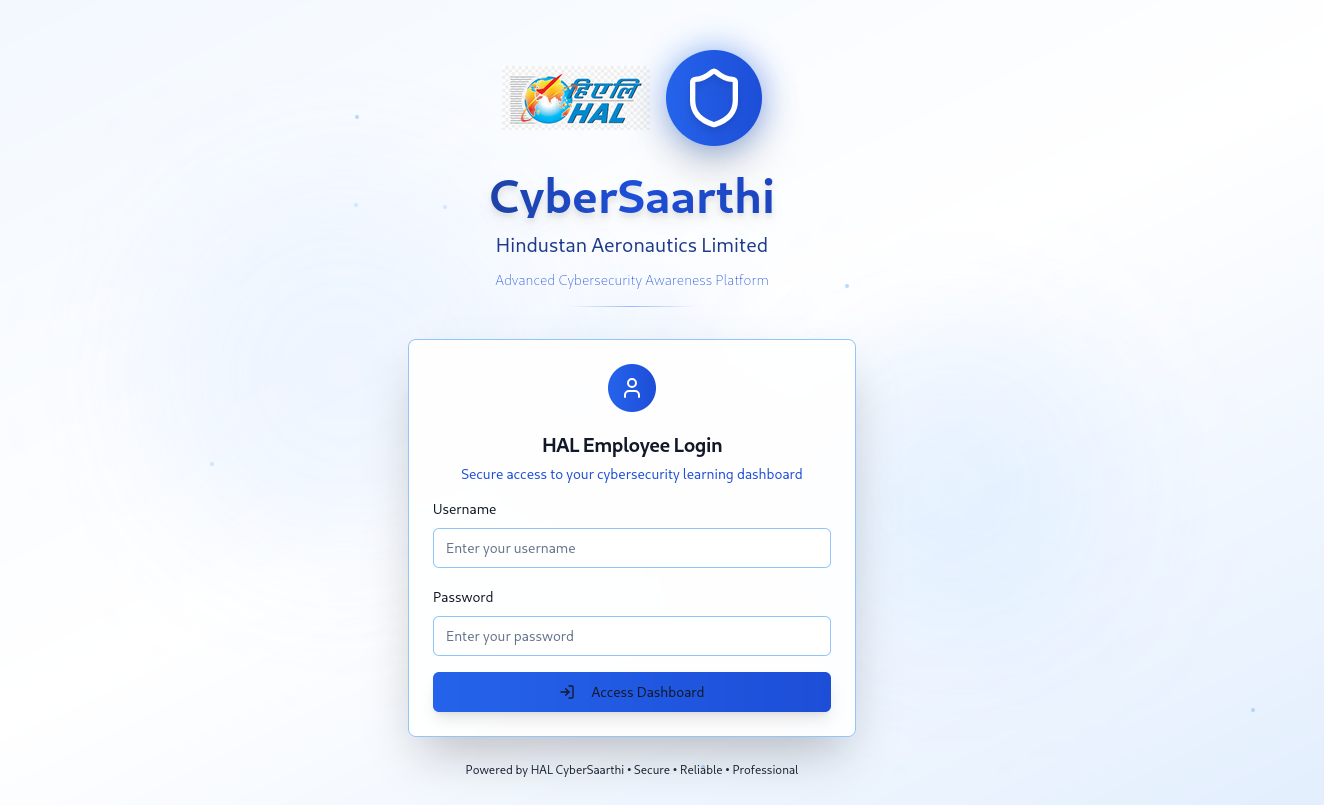 हिएलि
HAL
CyberSaarthi
Hindustan Aeronautics Limited
Advanced Cybersecurity Awareness Platform
HAL Employee Login
Secure access to your cybersecurity learning dashboard
Username
Enter your username
Password
Enter your password
Access Dashboard
Powered by HAL CyberSaarthi • Secure • Reliable • Professional